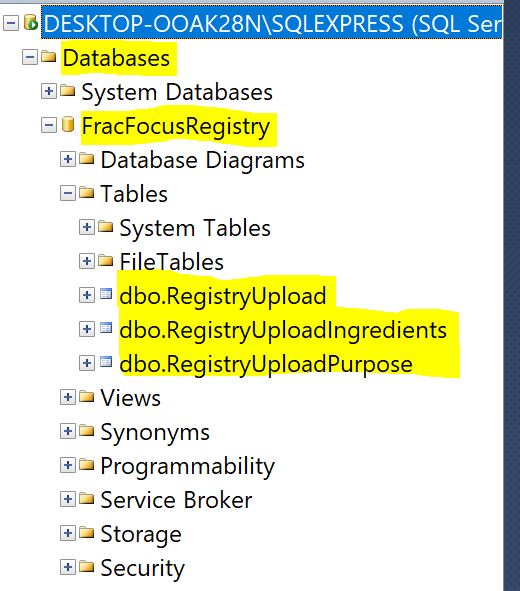 DESKTOP-OOAK28N\SQLEXPRESS (SQL Ser
Databases
System Databases
FracFocusRegistry
Database Diagrams
Tables
System Tables
FileTables
dbo.RegistryUpload
dbo.RegistryUploadIngredients
dbo.RegistryUploadPurpose
Views
Synonyms
Programmability
Service Broker
Storage
Security